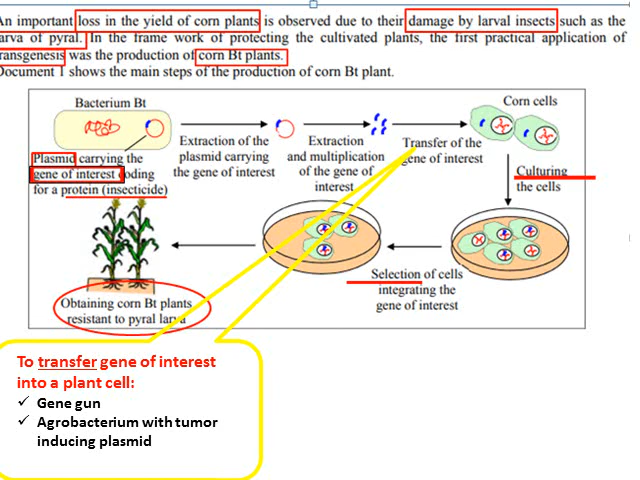 An important loss in the yield of corn plants is observed due to their damage by larval insects such as the
larva of pyral. In the frame work of protecting the cultivated plants, the first practical application of
transgenesis was the production of corn Bt plants.
Document 1 shows the main steps of the production of corn Bt plant.
Bacterium Bt
Corn cells
Extraction of the
plasmid carrying
the gene of interest
Extraction
and multiplication
of the gene of
interest
Transfer of the
gene of interest
Plasmid carrying the
gene of interest coding
for a protein (insecticide)
Culturing
the cells
Selection of cells
integrating the
gene of interest
Obtaining corn Bt plants
resistant to pyral larva
To transfer gene of interest
into a plant cell:
✓ Gene gun
✓ Agrobacterium with tumor
inducing plasmid